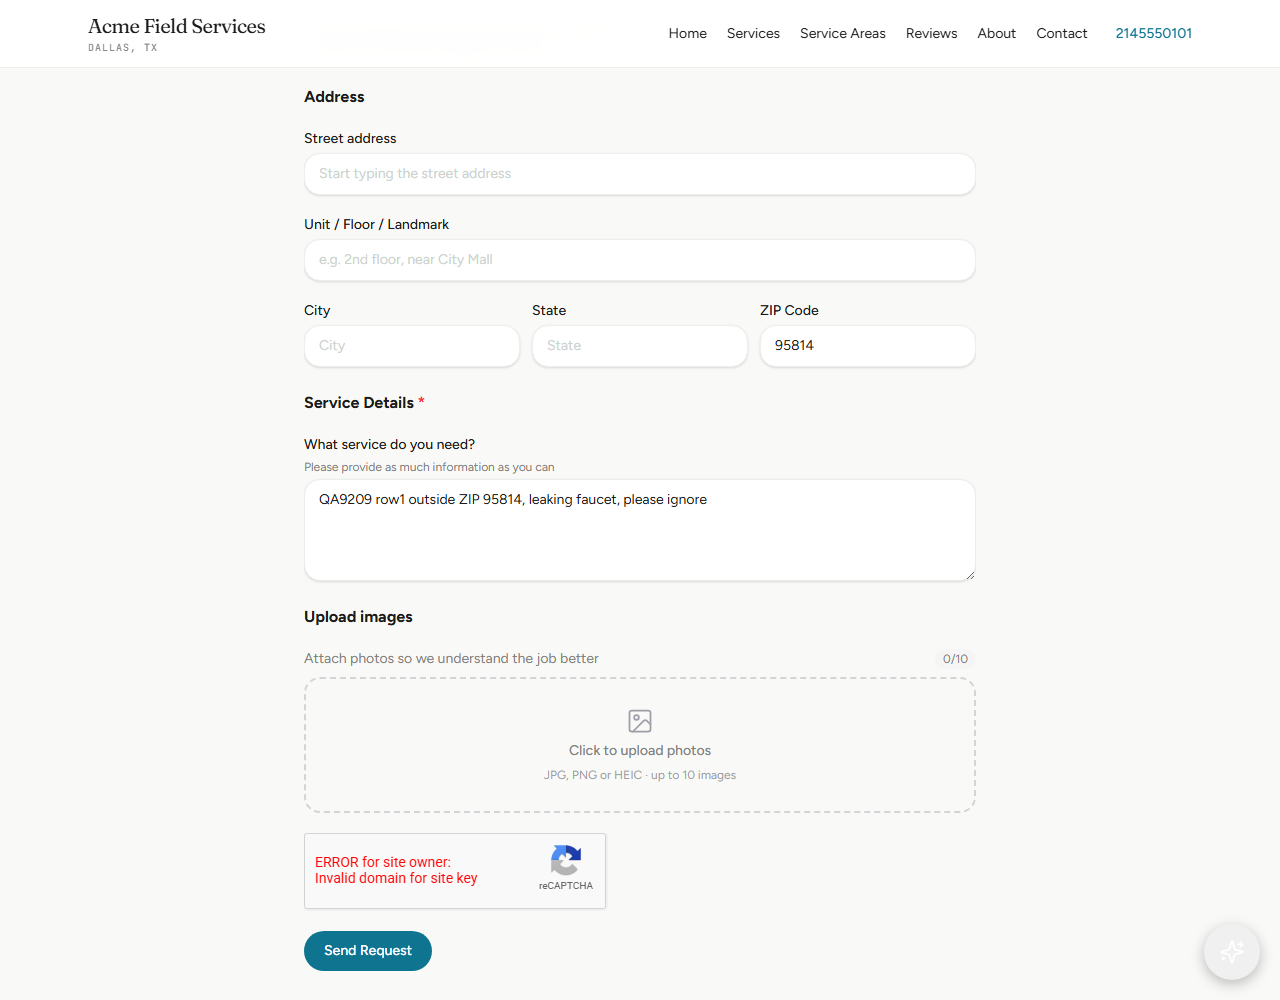 Acme Field Services
DALLAS, TX
Home
Services
Service Areas
Reviews
About
Contact
2145550101
Address
Street address
Start typing the street address
Unit / Floor / Landmark
e.g. 2nd floor, near City Mall
City
State
ZIP Code
City
State
95814
Service Details *
What service do you need?
Please provide as much information as you can
QA9209 row1 outside ZIP 95814, leaking faucet, please ignore
Upload images
Attach photos so we understand the job better
0/10
Click to upload photos
JPG, PNG or HEIC · up to 10 images
ERROR for site owner:
Invalid domain for site key
reCAPTCHA
Send Request